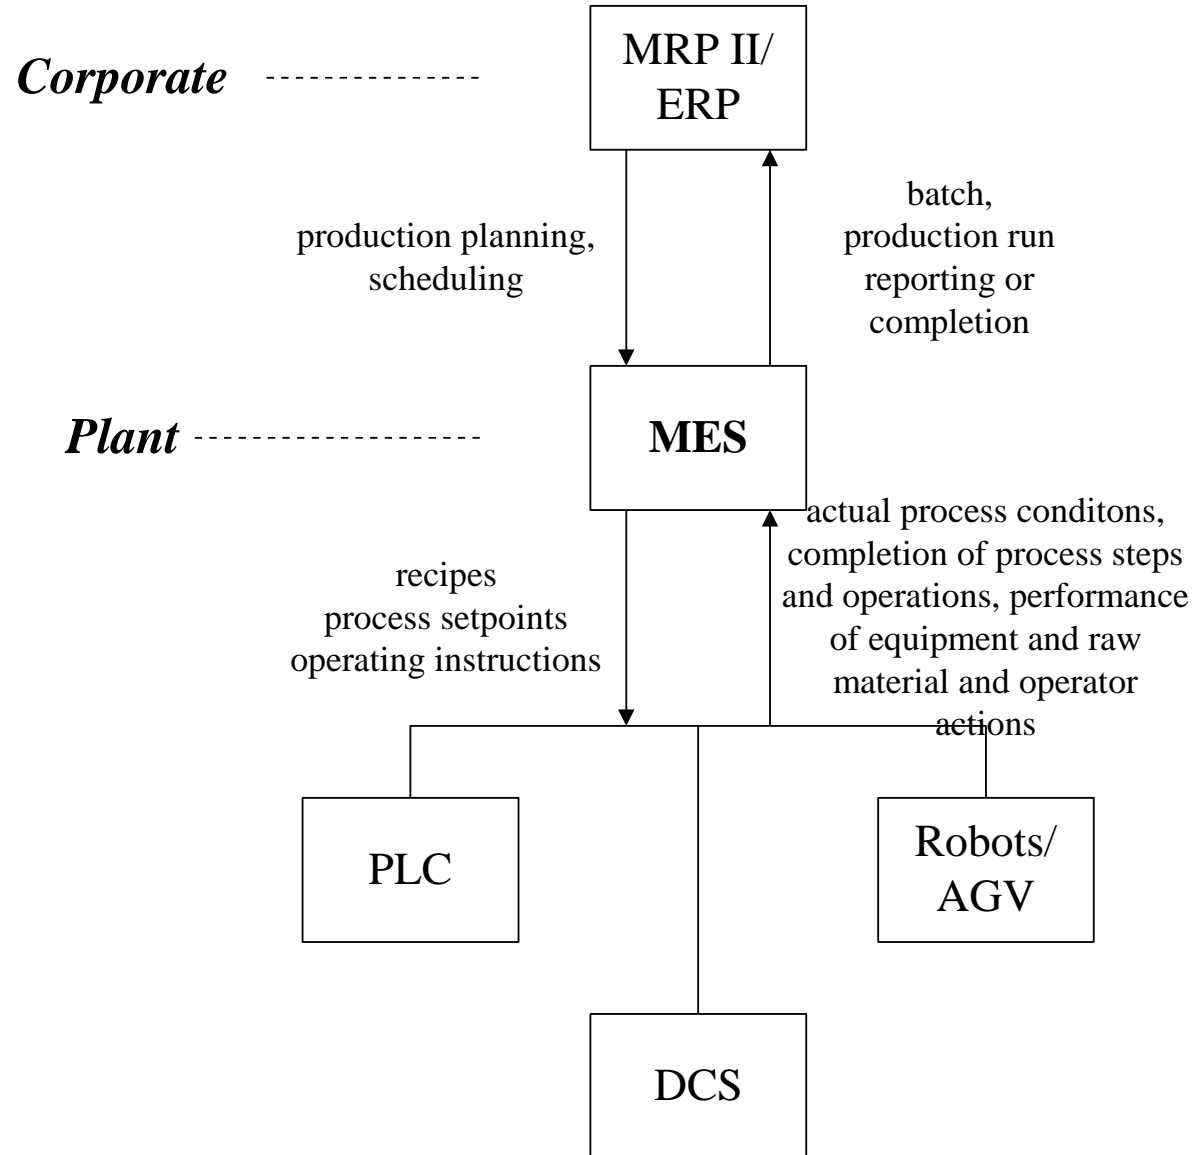 MRP II/
ERP
Corporate
production planning,
scheduling
batch,
production run
reporting or
completion
MES
Plant
recipes
process setpoints
operating instructions
actual process conditons,
completion of process steps
and operations, performance
of equipment and raw
material and operator
actions
PLC
Robots/
AGV
DCS